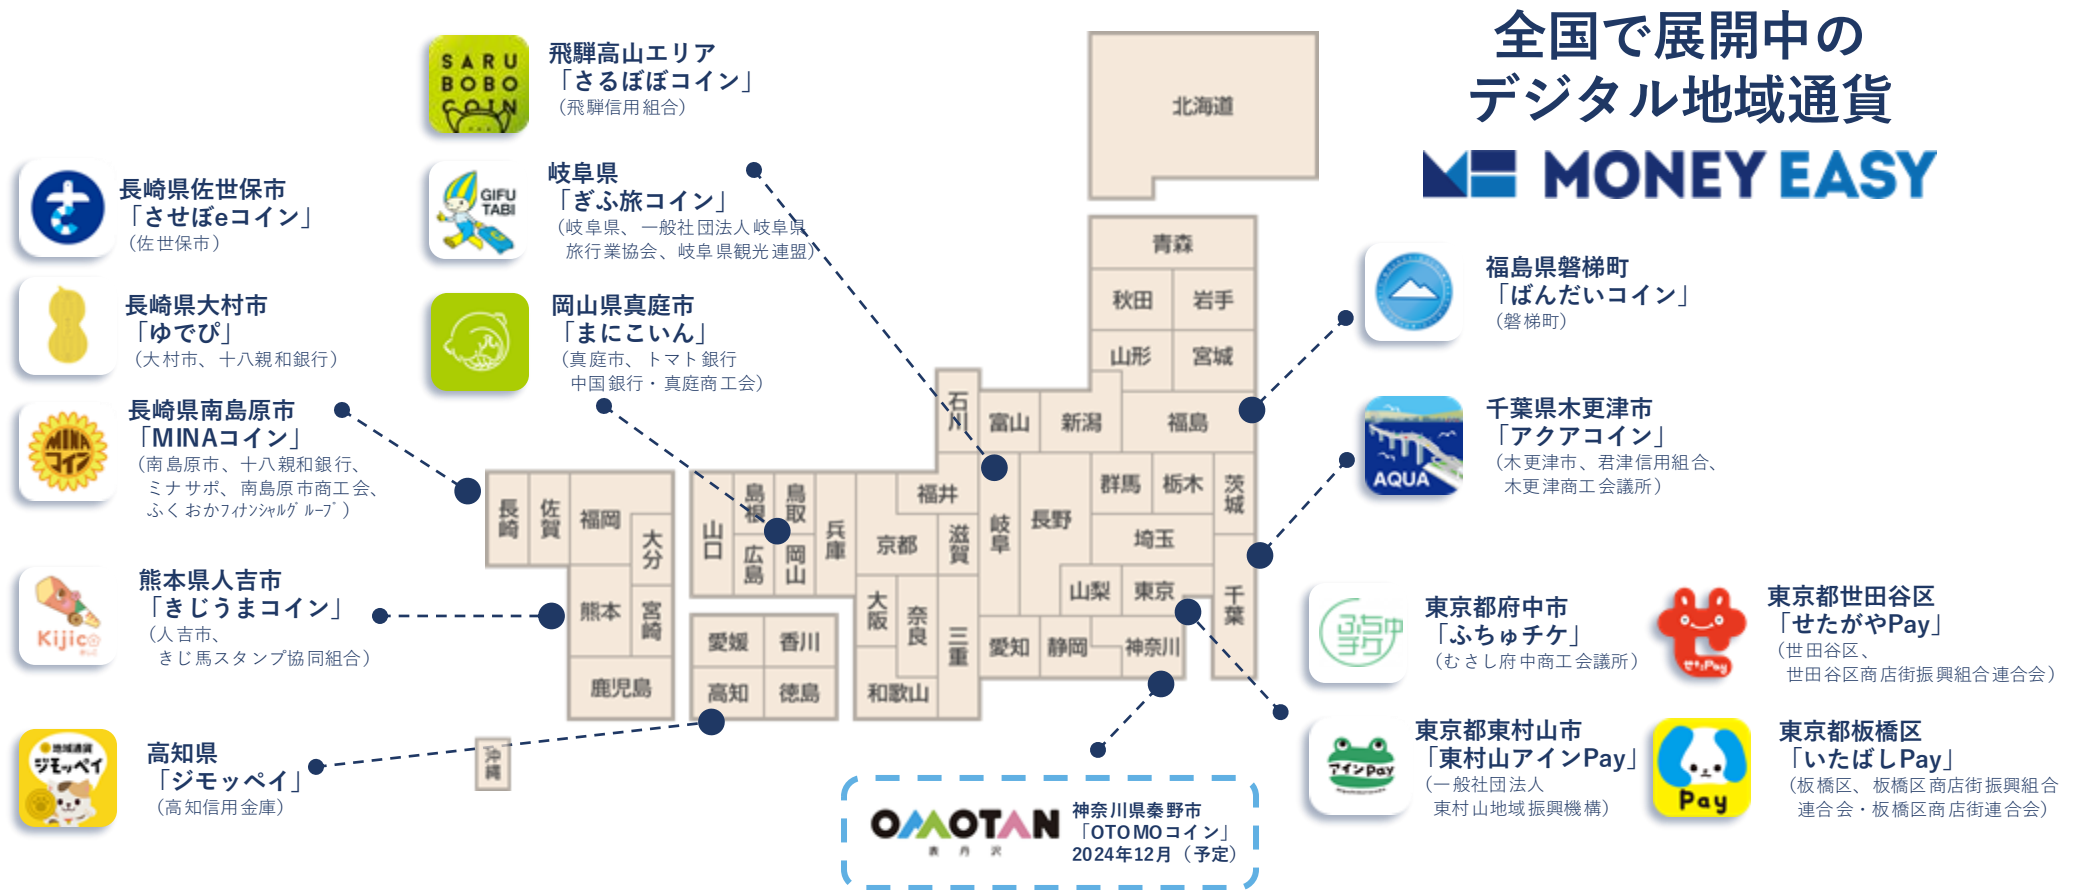 全国で展開中の
デジタル地域通貨
MONEY EASY
SARU
BOBO
COIN
飛騨高山エリア
「さるぼぼコイン」
（飛騨信用組合）
GIFU
TABI
岐阜県
「ぎふ旅コイン」
（岐阜県、一般社団法人岐阜県
旅行業協会、岐阜県観光連盟）
岡山県真庭市
「まにこいん」
（真庭市、トマト銀行
中国銀行・真庭商工会）
長崎県佐世保市
「させぼeコイン」
（佐世保市）
長崎県大村市
「ゆでぴ」
（大村市、十八親和銀行）
MINA
コイン
長崎県南島原市
「MINAコイン」
（南島原市、十八親和銀行、
ミナサポ、南島原市商工会、
ふくおかﾌｨﾅﾝｼｬﾙｸﾞﾙｰﾌﾟ）
Kijico
熊本県人吉市
「きじうまコイン」
（人吉市、
きじ馬スタンプ協同組合）
地域通貨
ジモッペイ
高知県
「ジモッペイ」
（高知信用金庫）
北海道
青森
秋田
岩手
山形
宮城
石川
富山
新潟
福島
福井
岐阜
長野
群馬
栃木
茨城
埼玉
山梨
東京
千葉
愛知
静岡
神奈川
滋賀
京都
兵庫
大阪
奈良
三重
和歌山
鳥取
島根
岡山
広島
山口
愛媛
香川
高知
徳島
長崎
佐賀
福岡
大分
熊本
宮崎
鹿児島
沖縄
福島県磐梯町
「ばんだいコイン」
（磐梯町）
AQUA
千葉県木更津市
「アクアコイン」
（木更津市、君津信用組合、
木更津商工会議所）
ふちゅ中
チケ
東京都府中市
「ふちゅチケ」
（むさし府中商工会議所）
せたPay
東京都世田谷区
「せたがやPay」
（世田谷区、
世田谷区商店街振興組合連合会）
アインPay
東京都東村山市
「東村山アインPay」
（一般社団法人
東村山地域振興機構）
Pay
東京都板橋区
「いたばしPay」
（板橋区、板橋区商店街振興組合
連合会・板橋区商店街連合会）
OMOTAN
表丹沢
神奈川県秦野市
「OTOMOコイン」
2024年12月（予定）